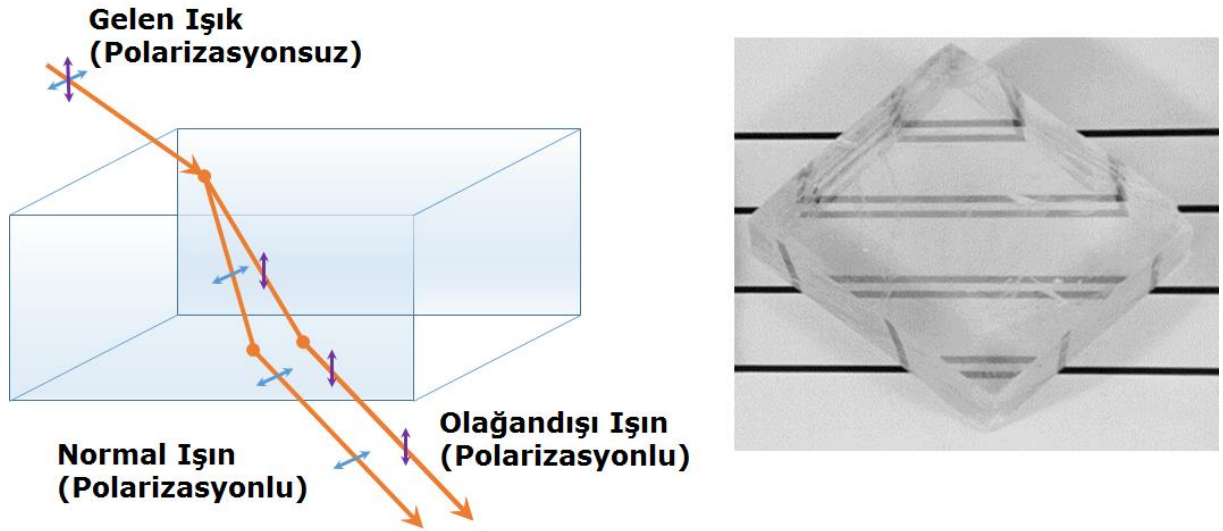 Gelen Işık
(Polarizasyonsuz)
Normal Işın
(Polarizasyonlu)
Olağandışı Işın
(Polarizasyonlu)